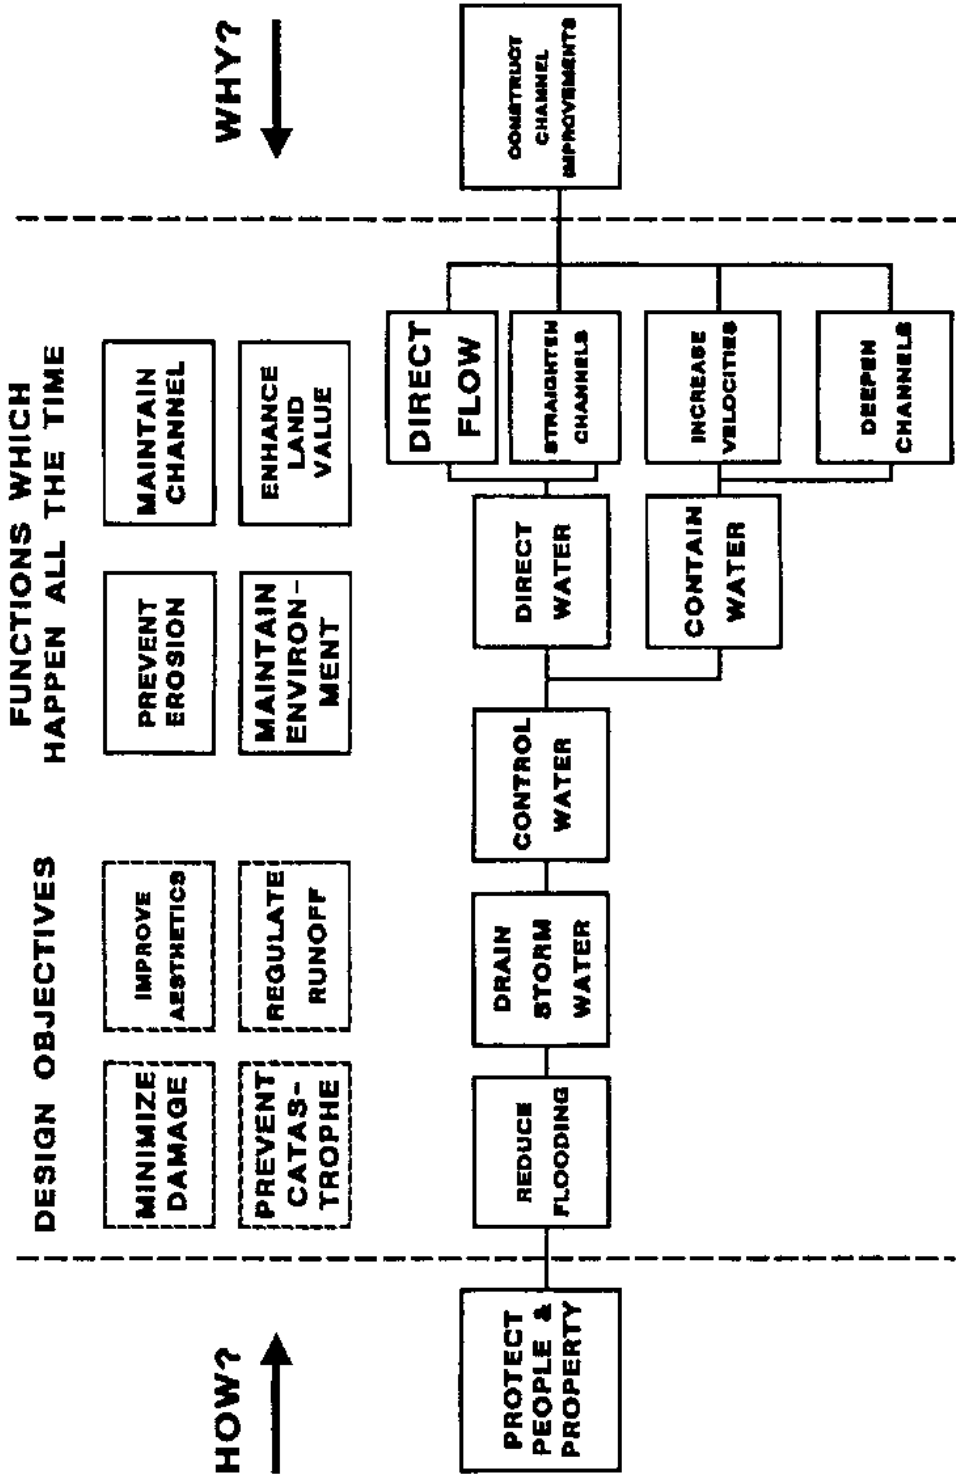 HOW?
DESIGN OBJECTIVES
FUNCTIONS WHICH
HAPPEN ALL THE TIME
WHY?
MINIMIZE
DAMAGE
IMPROVE
AESTHETICS
PREVENT
EROSION
MAINTAIN
CHANNEL
PREVENT
CATAS-
TROPHE
REGULATE
RUNOFF
MAINTAIN
ENVIRON-
MENT
ENHANCE
LAND
VALUE
PROTECT
PEOPLE &
PROPERTY
REDUCE
FLOODING
DRAIN
STORM
WATER
CONTROL
WATER
DIRECT
WATER
CONTAIN
WATER
DIRECT
FLOW
STRAIGHTEN
CHANNELS
INCREASE
VELOCITIES
DEEPEN
CHANNELS
CONSTRUCT
CHANNEL
IMPROVEMENTS